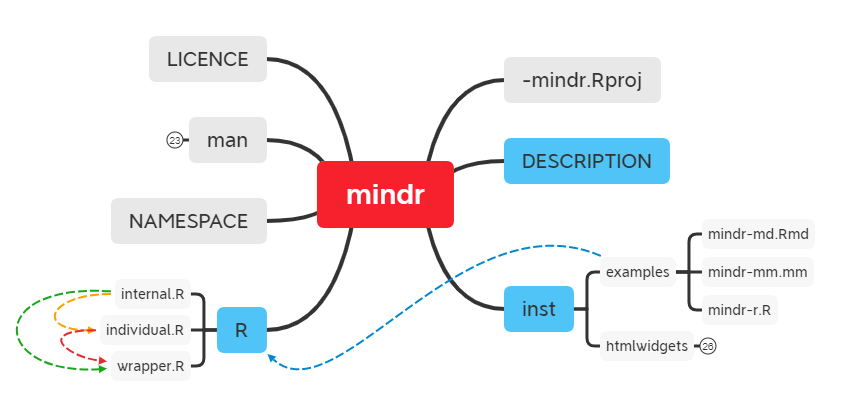 LICENCE
-mindr.Rproj
23
man
DESCRIPTION
mindr
NAMESPACE
mindr-md.Rmd
examples
mindr-mm.mm
internal.R
inst
mindr-r.R
individual.R
R
htmlwidgets
26
wrapper.R